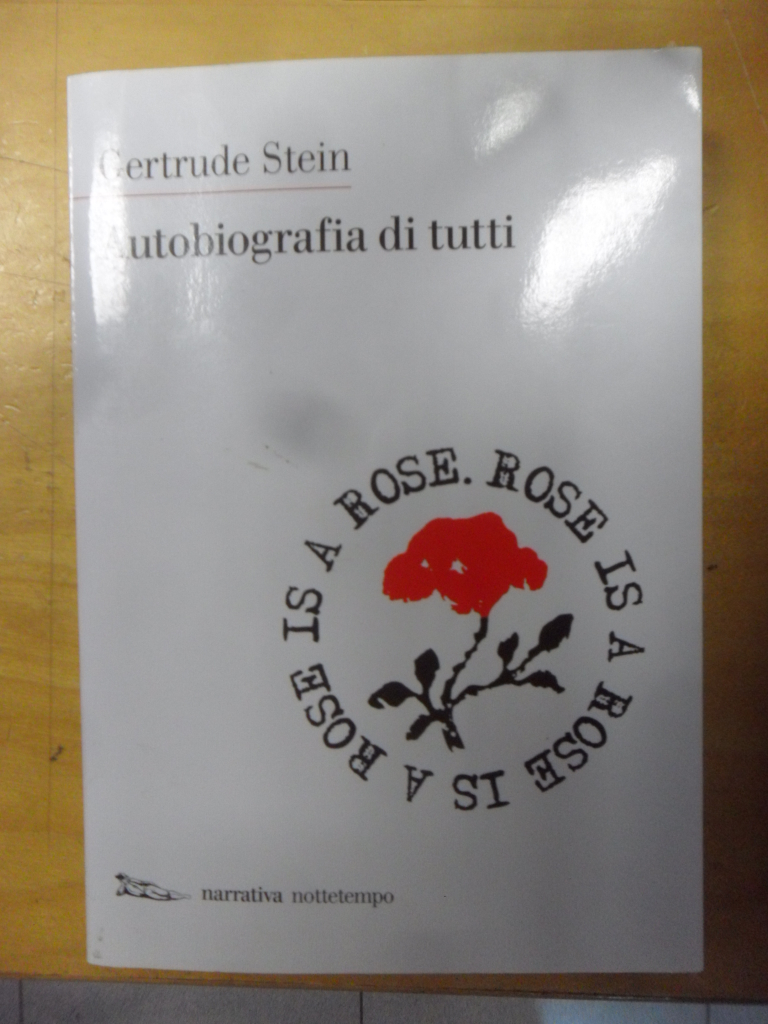 Gertrude Stein
Autobiografia di tutti
ROSE IS A ROSE IS A ROSE IS A ROSE.
narrativa nottetempo